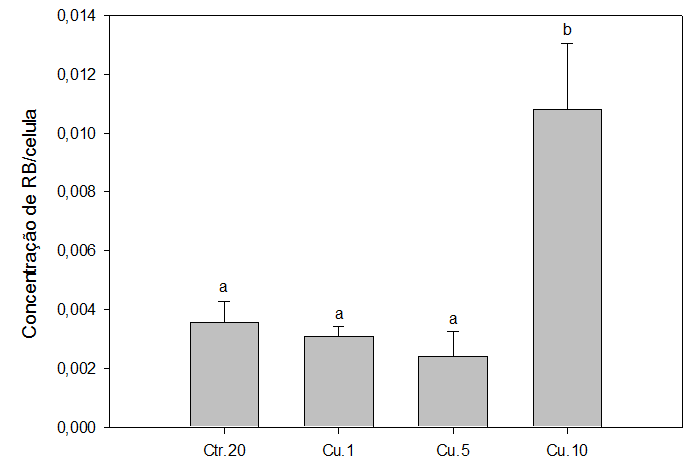 Concentração de RB/celula
0,014
0,012
0,010
0,008
0,006
0,004
0,002
0,000
a
a
a
b
Ctr.20
Cu.1
Cu.5
Cu.10